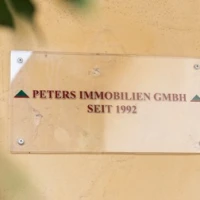 PETERS IMMOBILIEN GMBH
SEIT 1992